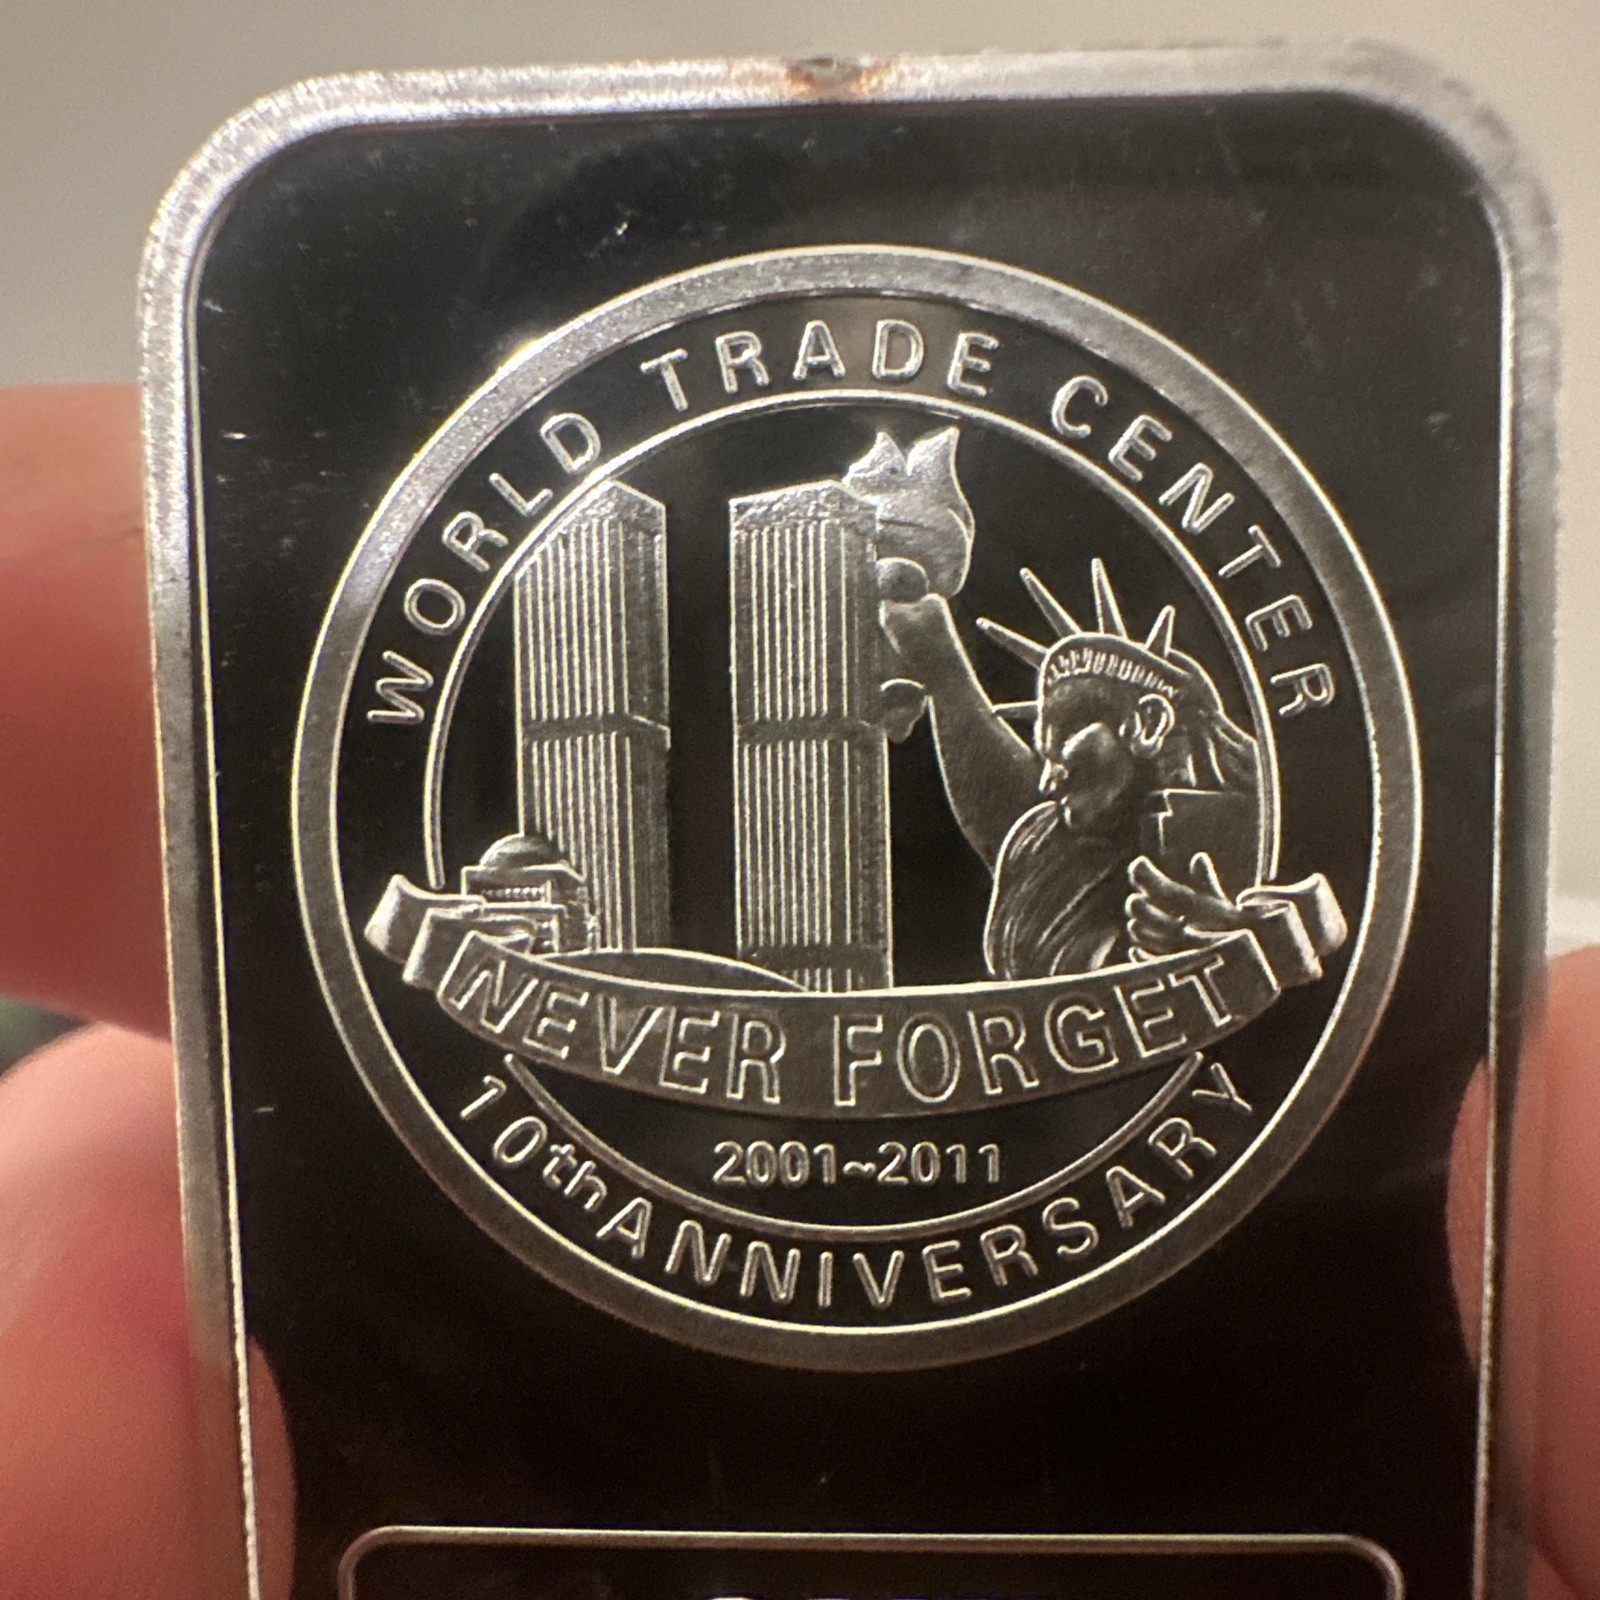 WORLD TRADE CENTER
NEVER FORGET
2001~2011
10th ANNIVERSARY